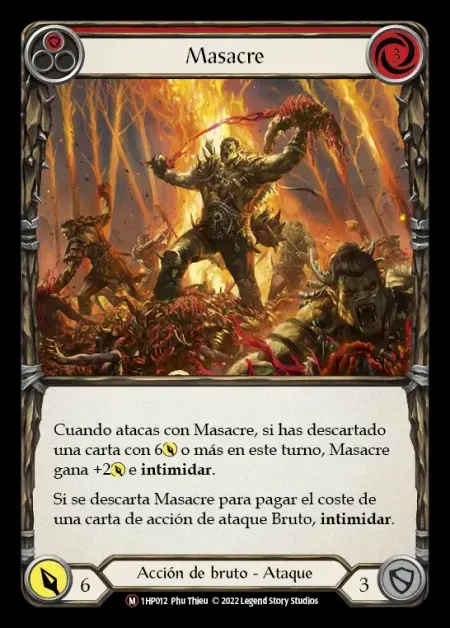 Masacre
3
Cuando atacas con Masacre, si has descartado
una carta con 6 o más en este turno, Masacre
gana +2 e intimidar.
Si se descarta Masacre para pagar el coste de
una carta de acción de ataque Bruto, intimidar.
6
Acción de bruto - Ataque
3
M 1HP012 Phu Thieu © 2022 Legend Story Studios